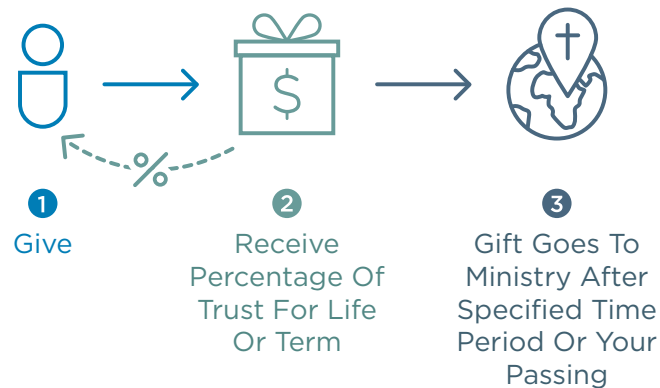 $
%
1
Give
2
Receive
Percentage Of
Trust For Life
Or Term
3
Gift Goes To
Ministry After
Specified Time
Period Or Your
Passing